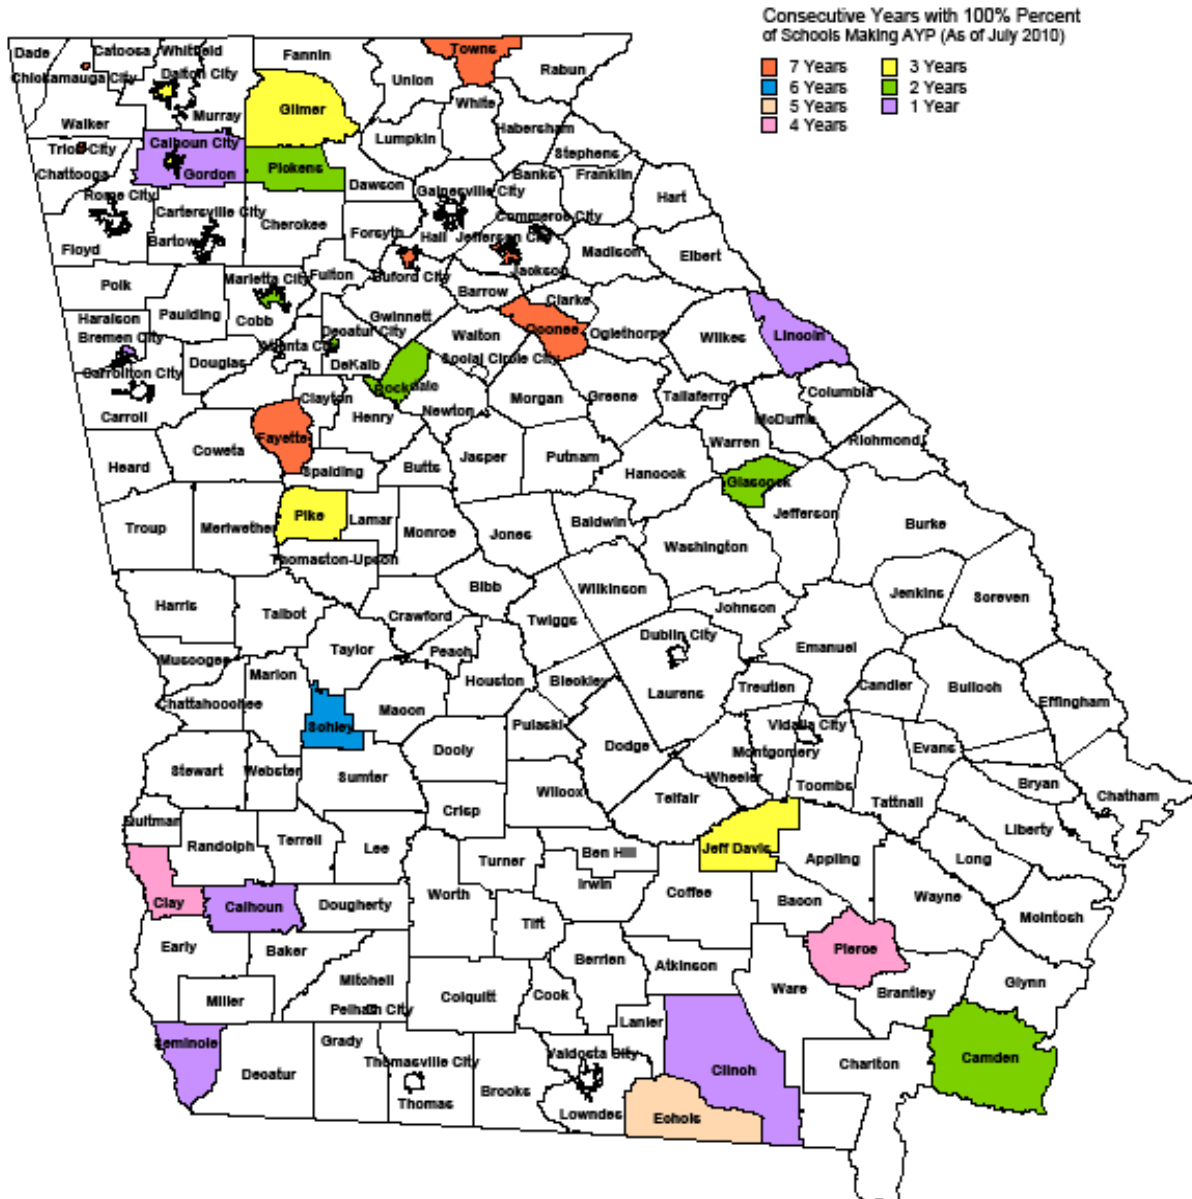 Consecutive Years with 100% Percent
of Schools Making AYP (As of July 2010)
7 Years
3 Years
6 Years
2 Years
5 Years
1 Year
4 Years
Dade
Catoosa
Whitfield
Fannin
Towns
Rabun
Chickamauga City
Dalton City
Union
Gilmer
White
Murray
Walker
Habersham
Lumpkin
Trion City
Calhoun City
Stephens
Chattooga
Gordon
Pickens
Banks
Franklin
Dawson
Gainesville City
Hart
Rome City
Cartersville City
Commerce City
Cherokee
Forsyth
Hall
Jefferson City
Floyd
Bartow
Madison
Elbert
Polk
Marietta City
Fulton
Buford City
Jackson
Barrow
Clarke
Haralson
Paulding
Cobb
Gwinnett
Oconee
Oglethorpe
Wilkes
Lincoln
Bremen City
Decatur City
Walton
Atlanta City
Social Circle City
Carrollton City
Douglas
DeKalb
Rockdale
Clayton
Morgan
Greene
Taliaferro
Columbia
Carroll
Henry
Newton
McDuffie
Fayette
Warren
Richmond
Coweta
Heard
Spalding
Butts
Jasper
Putnam
Hancock
Glascock
Troup
Meriwether
Pike
Lamar
Monroe
Jones
Baldwin
Jefferson
Burke
Washington
Thomaston-Upson
Harris
Talbot
Bibb
Wilkinson
Jenkins
Screven
Crawford
Twiggs
Johnson
Muscogee
Taylor
Peach
Dublin City
Emanuel
Marion
Houston
Bleckley
Laurens
Treutlen
Candler
Bulloch
Effingham
Chattahoochee
Schley
Macon
Pulaski
Vidalia City
Dooly
Dodge
Montgomery
Evans
Stewart
Webster
Sumter
Wheeler
Toombs
Bryan
Wilcox
Telfair
Tattnall
Chatham
Crisp
Quitman
Liberty
Randolph
Terrell
Lee
Turner
Ben Hill
Jeff Davis
Appling
Long
Irwin
Coffee
Clay
Calhoun
Dougherty
Worth
Bacon
Wayne
McIntosh
Tift
Early
Baker
Pierce
Berrien
Atkinson
Mitchell
Ware
Glynn
Miller
Pelham City
Colquitt
Cook
Brantley
Lanier
Seminole
Grady
Thomasville City
Valdosta City
Decatur
Clinch
Charlton
Camden
Thomas
Brooks
Lowndes
Echols